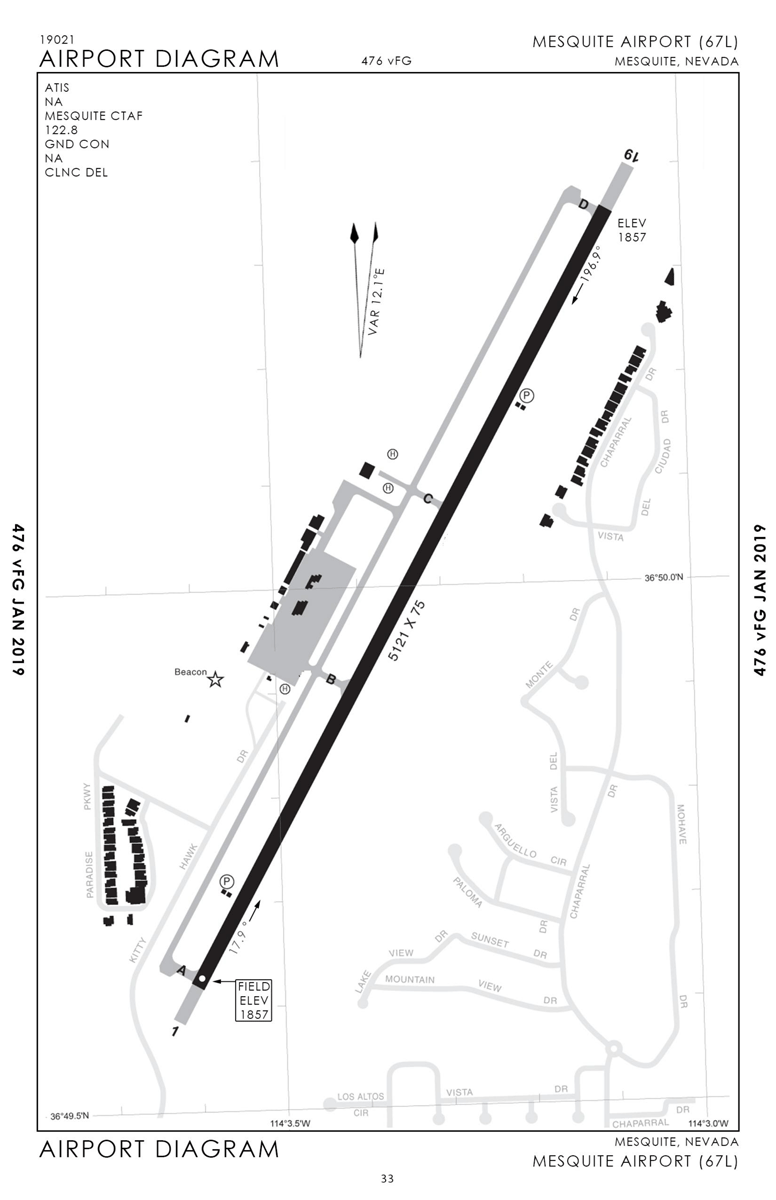 19021
AIRPORT DIAGRAM
476 vFG
MESQUITE AIRPORT (67L)
MESQUITE, NEVADA
ATIS
NA
MESQUITE CTAF
122.8
GND CON
NA
CLNC DEL
19
D
ELEV
1857
196.9°
VAR 12.1°E
P
DR
CHAPARRAL
DR
CIUDAD
DEL
VISTA
H
H
C
476 vFG JAN 2019
476 vFG JAN 2019
36°50.0'N
5121 X 75
DR
MONTE
DEL
VISTA
Beacon
H
B
DR
HAWK
KITTY
PKWY
PARADISE
DR
MOHAVE
DR
ARGUELLO
CIR
PALOMA
DR
CHAPARRAL
P
17.9°
A
FIELD
ELEV
1857
1
VIEW
DR
SUNSET
DR
LAKE
MOUNTAIN
VIEW
DR
LOS ALTOS
CIR
VISTA
DR
CHAPARRAL
DR
36°49.5'N
114°3.5'W
114°3.0'W
AIRPORT DIAGRAM
MESQUITE, NEVADA
MESQUITE AIRPORT (67L)
33